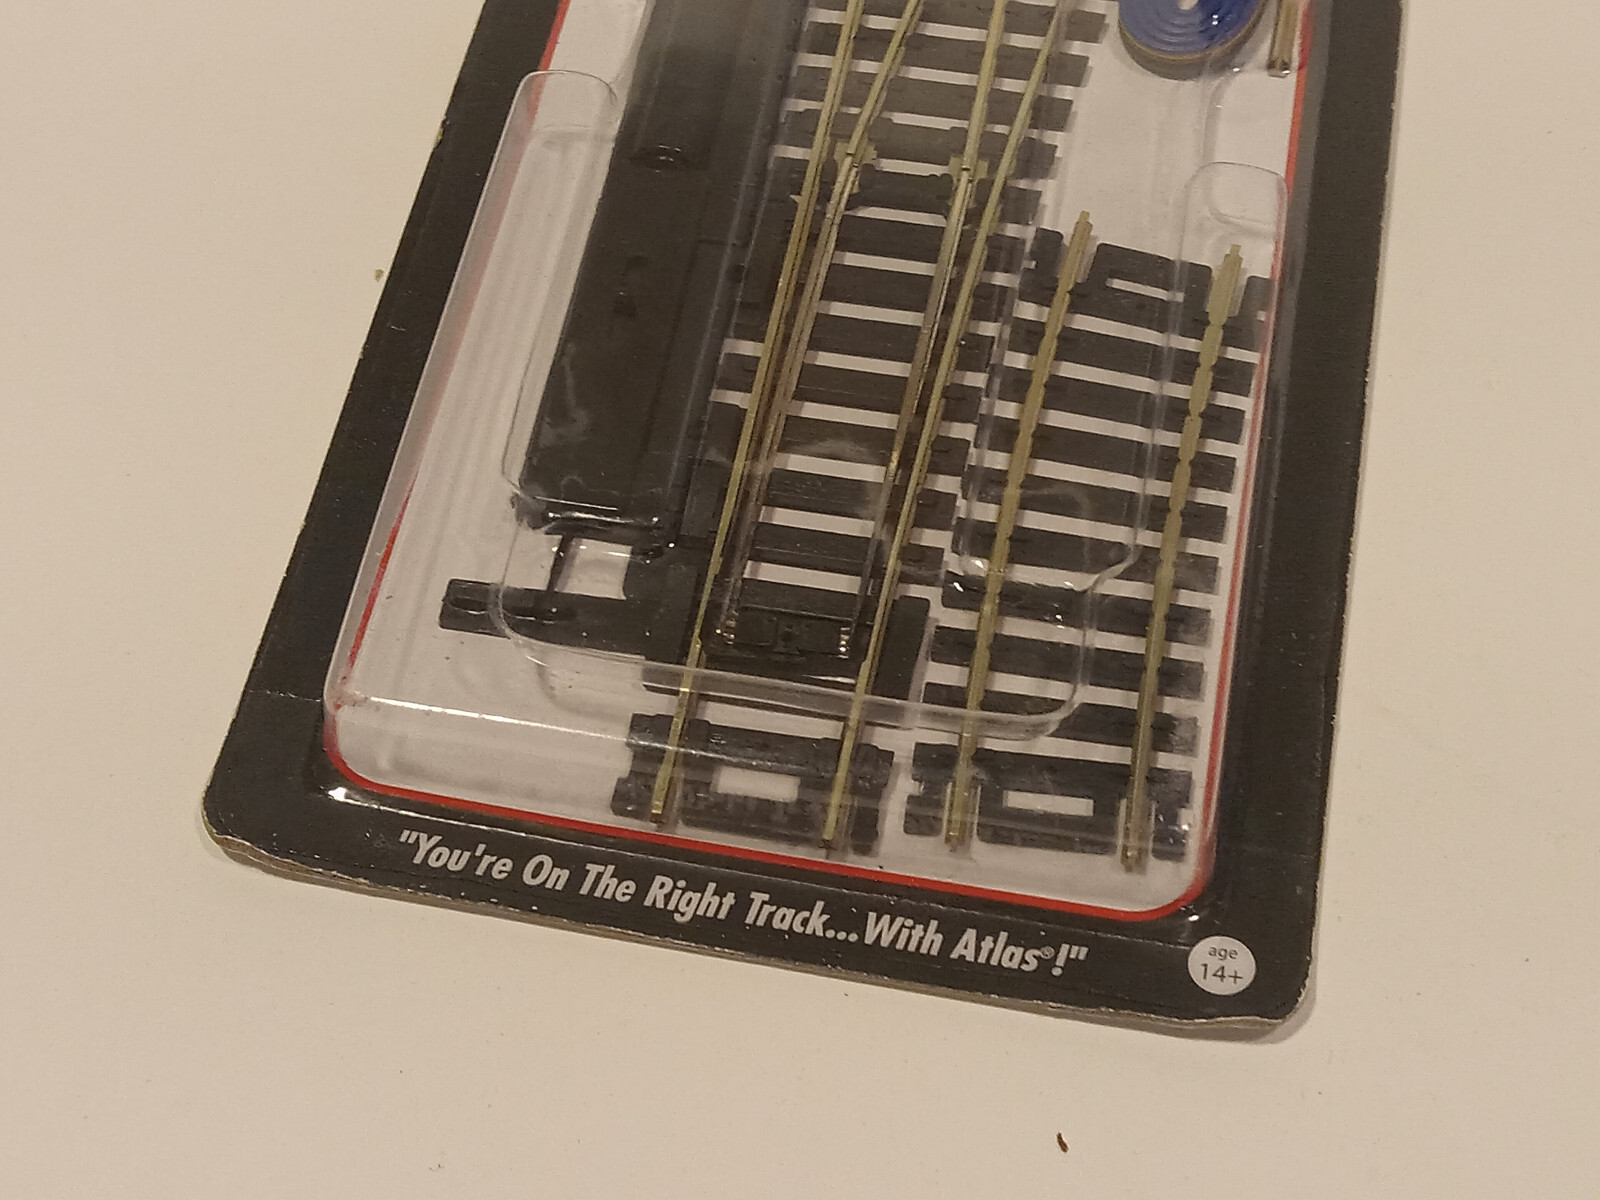 "You're On The Right Track...With Atlas®!"
age
14+